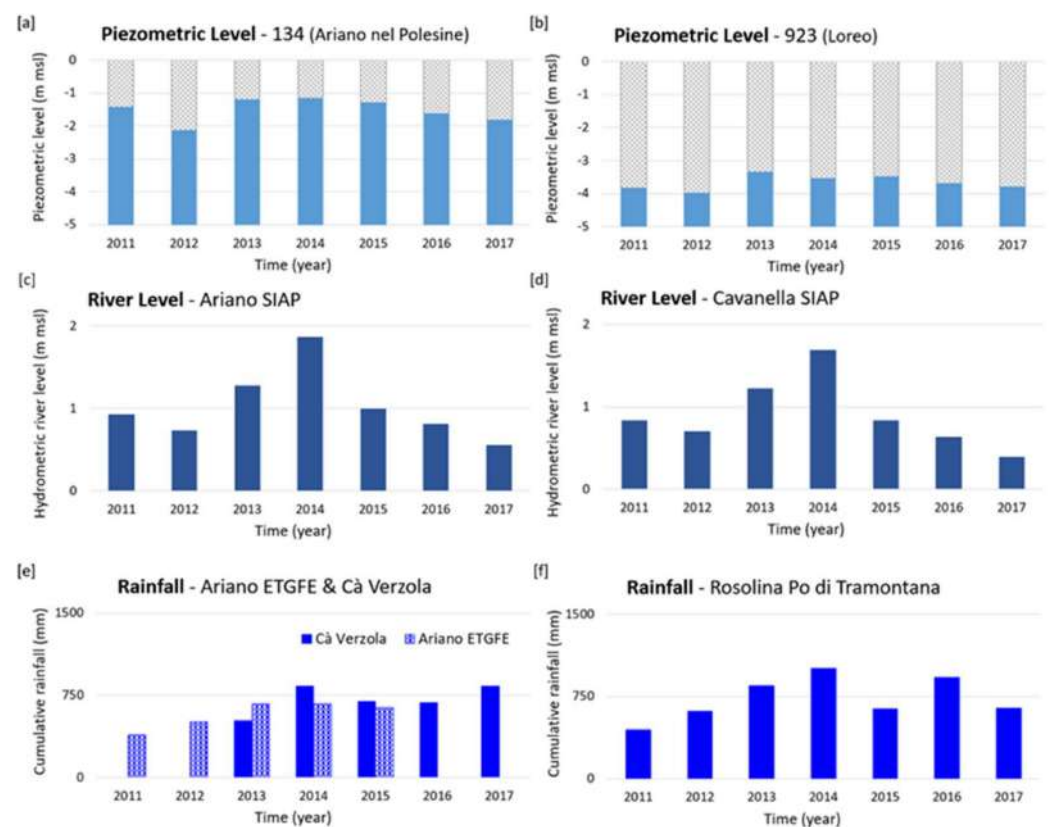 [a]
Piezometric Level - 134 (Ariano nel Polesine)
Piezometric level (m msl)
0
-1
-2
-3
-4
-5
2011 2012 2013 2014 2015 2016 2017
Time (year)
[b]
Piezometric Level - 923 (Loreo)
Piezometric level (m msl)
0
-1
-2
-3
-4
-5
2011 2012 2013 2014 2015 2016 2017
Time (year)
[c]
River Level - Ariano SIAP
Hydrometric river level (m msl)
2
1
0
2011 2012 2013 2014 2015 2016 2017
Time (year)
[d]
River Level - Cavanella SIAP
Hydrometric river level (m msl)
2
1
0
2011 2012 2013 2014 2015 2016 2017
Time (year)
[e]
Rainfall - Ariano ETGFE & Cà Verzola
Cumulative rainfall (mm)
1500
750
0
Cà Verzola Ariano ETGFE
2011 2012 2013 2014 2015 2016 2017
Time (year)
[f]
Rainfall - Rosolina Po di Tramontana
Cumulative rainfall (mm)
1500
750
0
2011 2012 2013 2014 2015 2016 2017
Time (year)